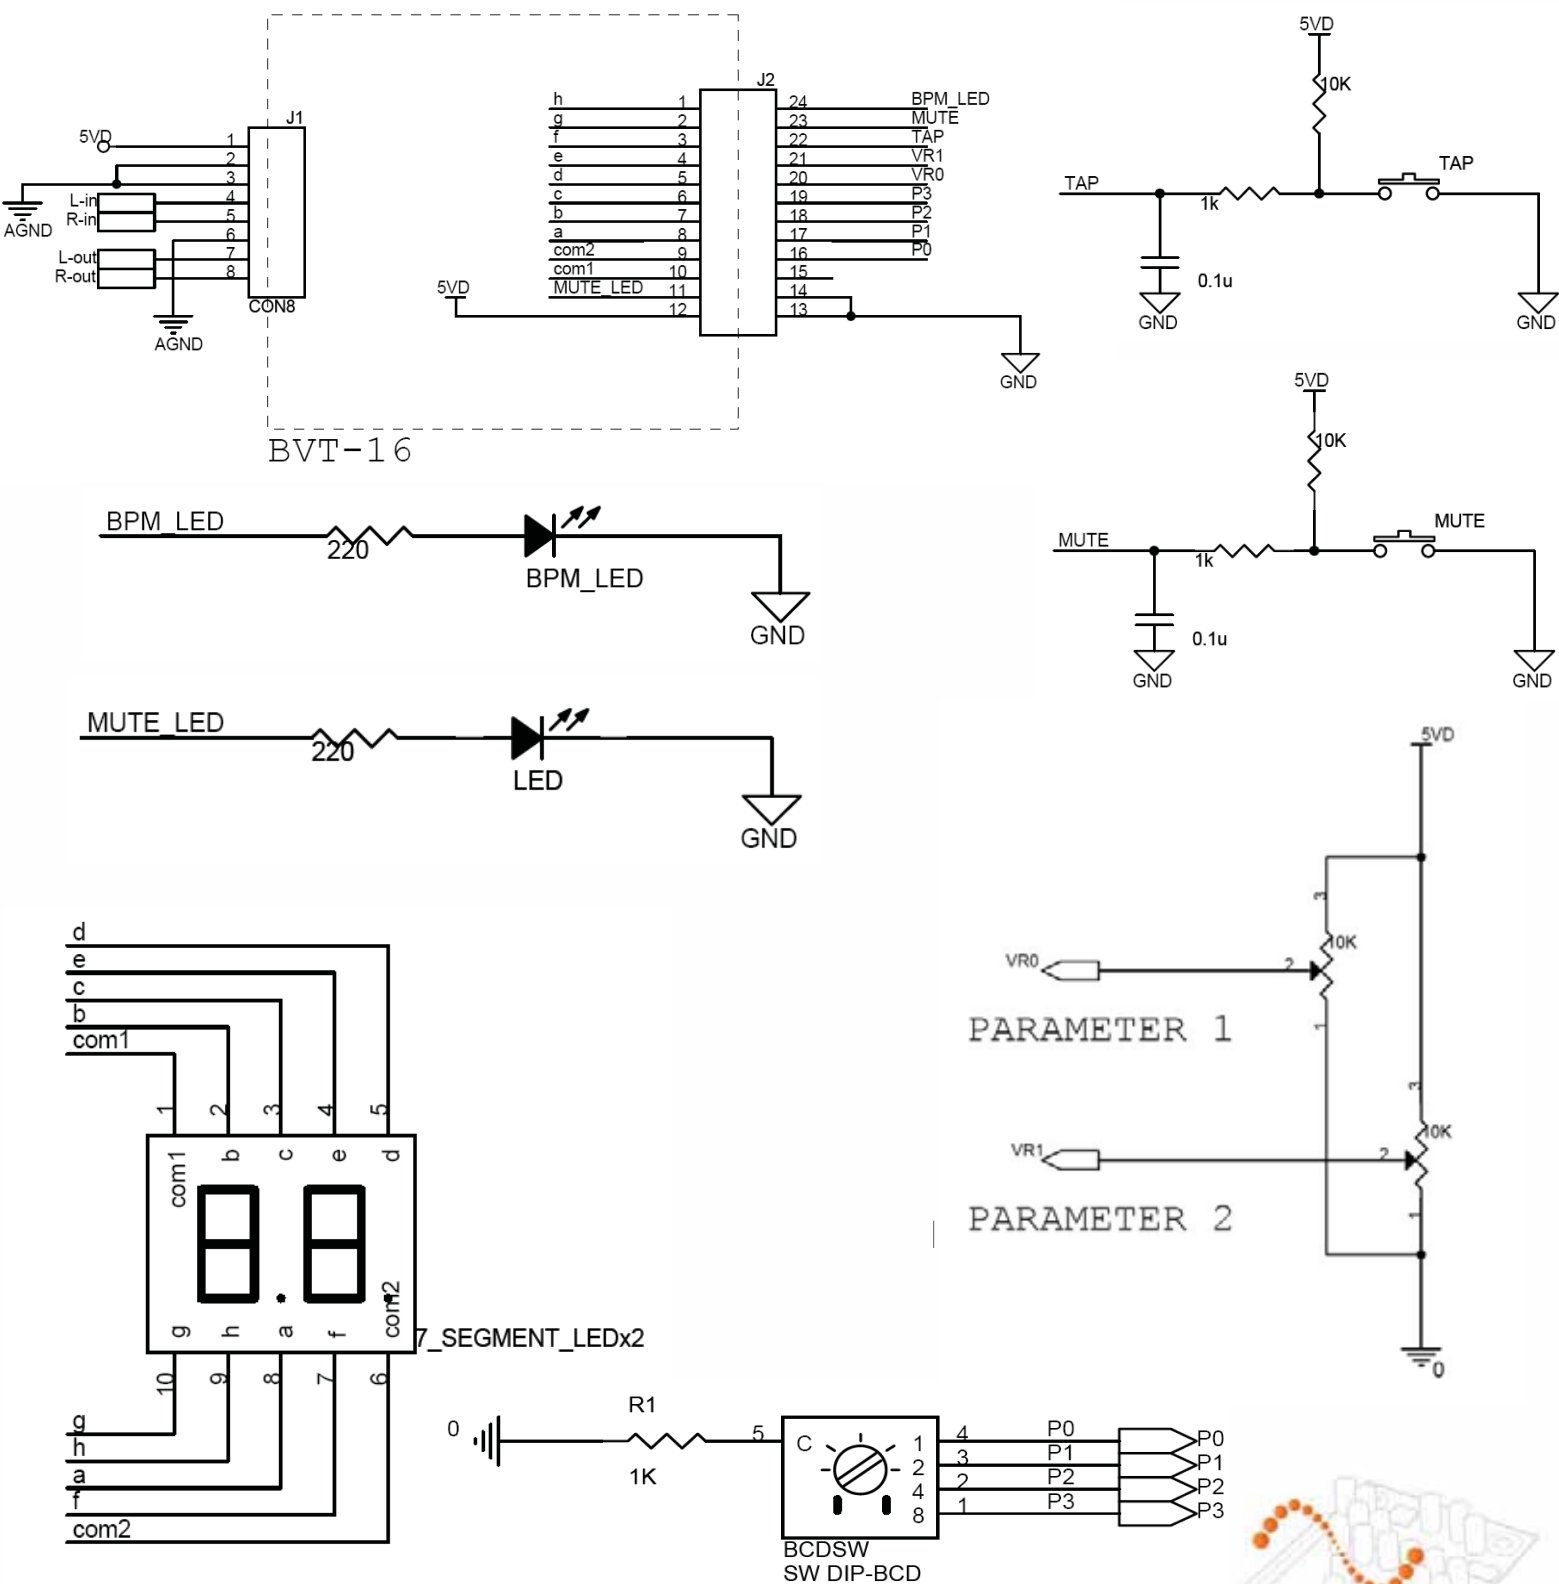 J1
5VD
1
2
3
L-in
4
R-in
5
6
L-out
7
R-out
8
AGND
CON8
AGND
J2
h 1 24 BPM_LED
g 2 23 MUTE
f 3 22 TAP
e 4 21 VR1
d 5 20 VR0
c 6 19 P3
b 7 18 P2
a 8 17 P1
com2 9 16 P0
com1 10 15
MUTE_LED 11 14
5VD 12 13
GND
BVT-16
5VD
10K
TAP
1k
TAP
0.1u
GND
GND
5VD
10K
MUTE
1k
MUTE
0.1u
GND
GND
BPM_LED
220
BPM_LED
GND
MUTE_LED
220
LED
GND
5VD
3
10K
VR0
2
PARAMETER 1
1
3
10K
VR1
2
PARAMETER 2
1
0
d
e
c
b
com1
1 2 3 4 5
com1 b c e d
g h a f com2
7_SEGMENT_LEDx2
10 9 8 7 6
g
h
a
f
com2
0
R1
1K
5
C
1 4 P0 P0
2 3 P1 P1
4 2 P2 P2
8 1 P3 P3
BCDSW
SW DIP-BCD